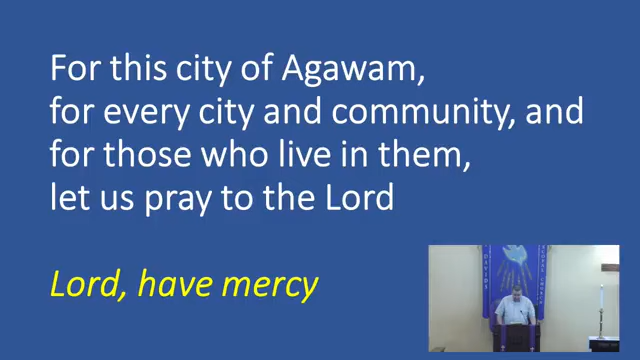 For this city of Agawam,
for every city and community, and
for those who live in them,
let us pray to the Lord
Lord, have mercy
DAVIDS